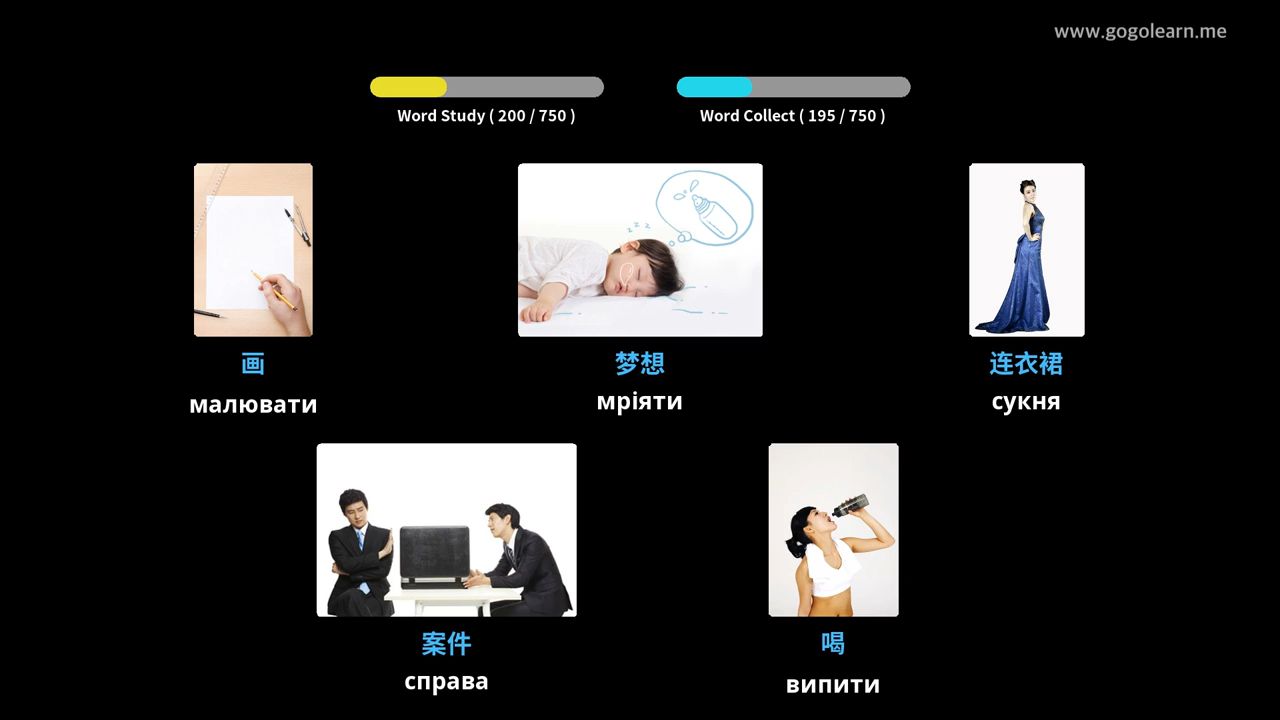 www.gogolearn.me
Word Study ( 200 / 750 )
Word Collect ( 195 / 750 )
画
малювати
梦想
мріяти
连衣裙
сукня
案件
справа
喝
випити